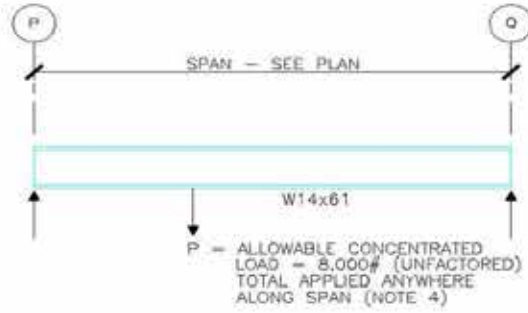 P
Q
SPAN - SEE PLAN
W14x61
P = ALLOWABLE CONCENTRATED
LOAD = 8,000# (UNFACTORED)
TOTAL APPLIED ANYWHERE
ALONG SPAN (NOTE 4)